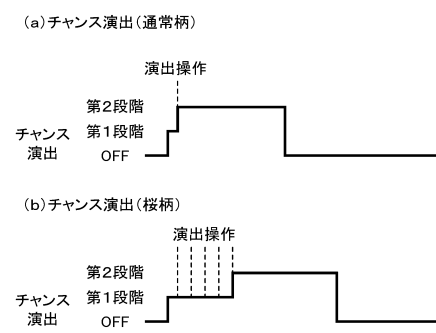 (a)チャンス演出(通常柄)
演出操作
第2段階
チャンス 第1段階
演出 OFF
(b)チャンス演出(桜柄)
演出操作
第2段階
チャンス 第1段階
演出 OFF